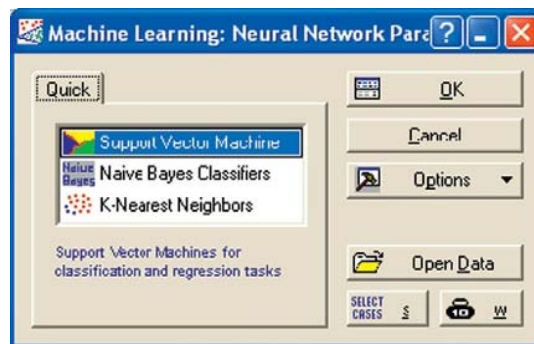 Machine Learning: Neural Network Para
Quick
Support Vector Machine
Naive Bayes
Naive Bayes Classifiers
K-Nearest Neighbors
Support Vector Machines for
classification and regression tasks
OK
Cancel
Options
Open Data
SELECT
CASES
S
W